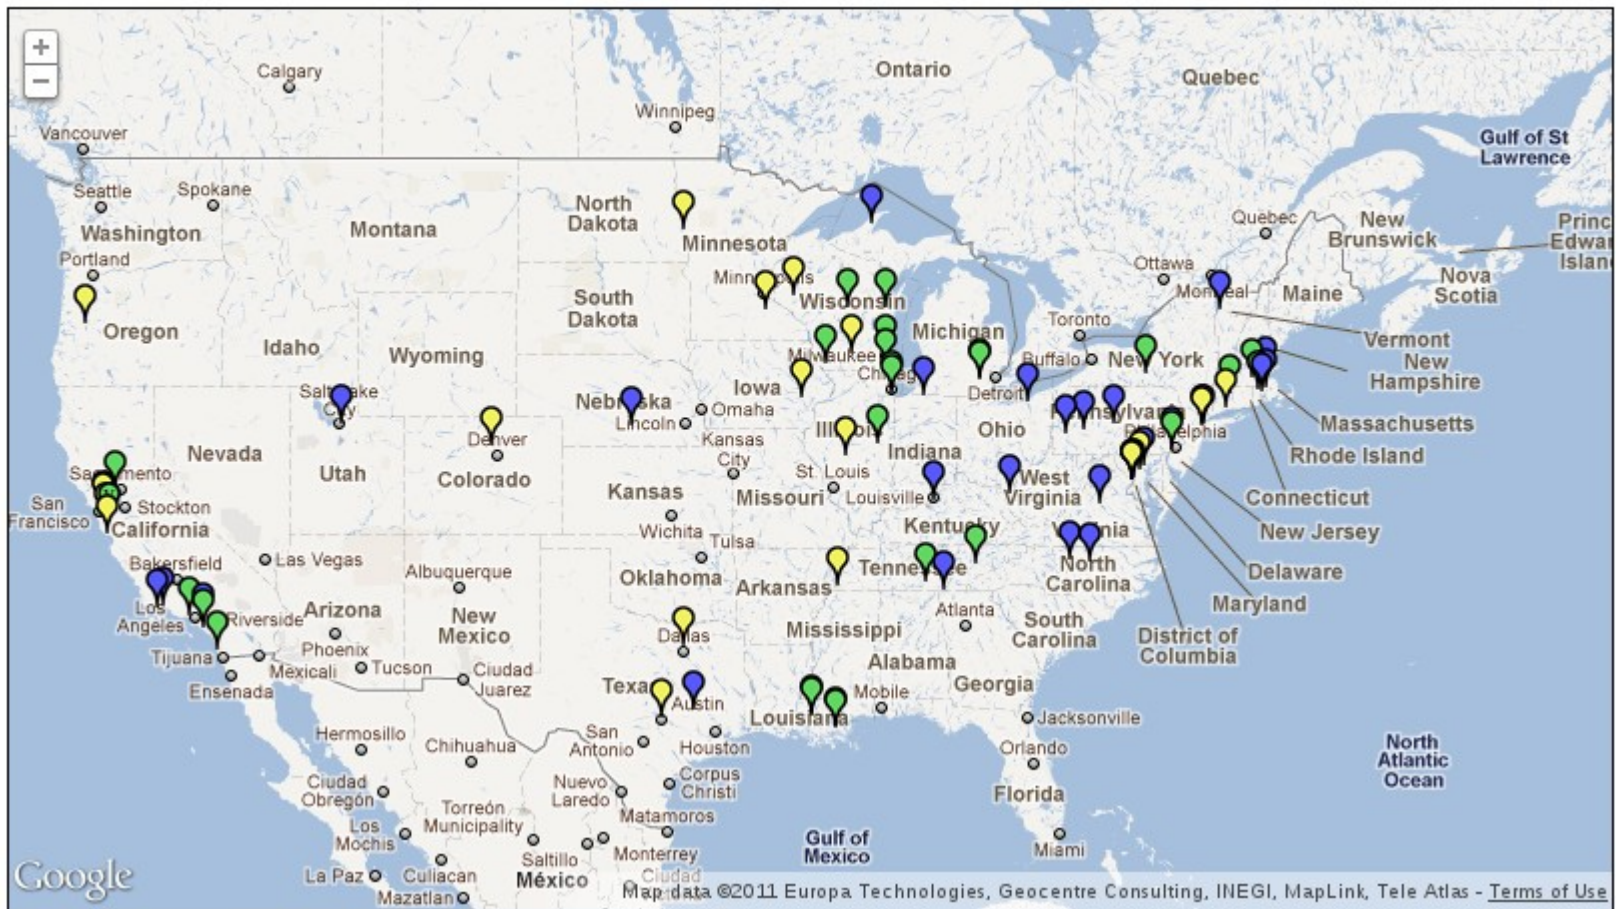 +
−
Calgary
Ontario
Quebec
Winnipeg
Vancouver
Gulf of St
Lawrence
Seattle
Spokane
North
Dakota
Quebec
New
Brunswick
Princ
Edwar
Islan
Washington
Montana
Minnesota
Portland
Ottawa
Nova
Scotia
South
Dakota
Wisconsin
Maine
Oregon
Michigan
Toronto
Vermont
Idaho
Wyoming
Milwaukee
Buffalo
New York
New
Hampshire
Iowa
Detroit
Omaha
Lincoln
Massachusetts
Ohio
Denver
Kansas
City
Indiana
Rhode Island
Nevada
Utah
Colorado
St. Louis
West
Virginia
Connecticut
San
Francisco
Stockton
Kansas
Missouri
Louisville
California
Wichita
Kentucky
New Jersey
Tulsa
Bakersfield
Las Vegas
Albuquerque
Oklahoma
Arkansas
Tennessee
North
Carolina
Delaware
Los
Angeles
Riverside
Arizona
New
Mexico
Atlanta
Maryland
Dallas
Mississippi
South
Carolina
District of
Columbia
Tijuana
Phoenix
Mexicali
Tucson
Ciudad
Juarez
Alabama
Ensenada
Austin
Mobile
Georgia
Louisiana
Jacksonville
Hermosillo
Chihuahua
San
Antonio
Houston
Orlando
North
Atlantic
Ocean
Ciudad
Obregón
Nuevo
Laredo
Corpus
Christi
Florida
Torreón
Municipality
Matamoros
Los
Mochis
Gulf of
Mexico
Miami
Saltillo
Monterrey
La Paz
Culiacan
México
Ciudad
Mazatlan
Google
Map data ©2011 Europa Technologies, Geocentre Consulting, INEGI, MapLink, Tele Atlas - Terms of Use